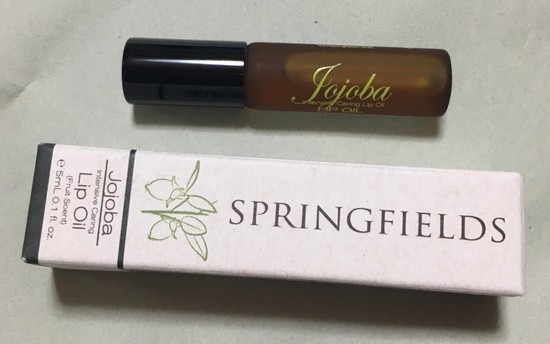 Jojoba
Intensive Caring Lip Oil
LIP OIL
SPRINGFIELDS
Jojoba
Intensive Caring
Lip Oil
(Fruit Scent)
℮ 5mL 0.1 fl. oz